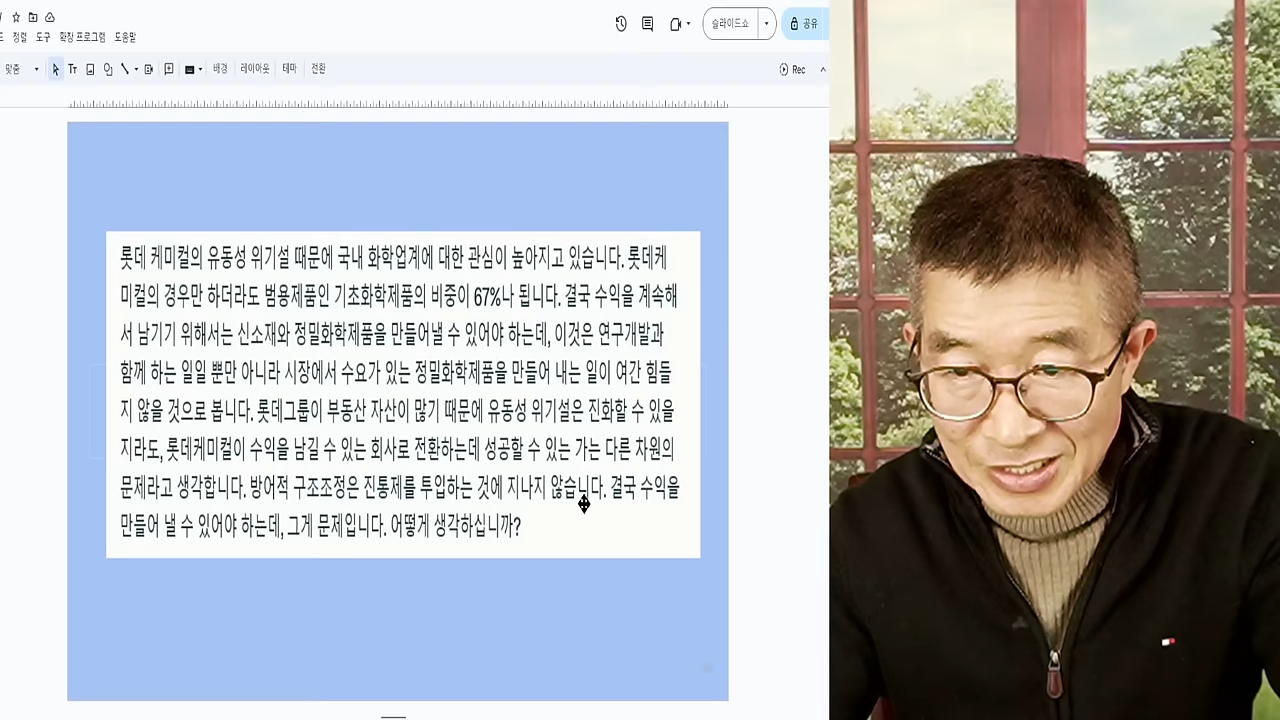 정렬 도구 확장 프로그램 도움말
슬라이드쇼
공유
맞춤
배경 레이아웃 테마 전환
Rec
롯데 케미컬의 유동성 위기설 때문에 국내 화학업계에 대한 관심이 높아지고 있습니다. 롯데케
미컬의 경우만 하더라도 범용제품인 기초화학제품의 비중이 67%나 됩니다. 결국 수익을 계속해
서 남기기 위해서는 신소재와 정밀화학제품을 만들어낼 수 있어야 하는데, 이것은 연구개발과
함께 하는 일일 뿐만 아니라 시장에서 수요가 있는 정밀화학제품을 만들어 내는 일이 여간 힘들
지 않을 것으로 봅니다. 롯데그룹이 부동산 자산이 많기 때문에 유동성 위기설은 진화할 수 있을
지라도, 롯데케미컬이 수익을 남길 수 있는 회사로 전환하는데 성공할 수 있는 가는 다른 차원의
문제라고 생각합니다. 방어적 구조조정은 진통제를 투입하는 것에 지나지 않습니다. 결국 수익을
만들어 낼 수 있어야 하는데, 그게 문제입니다. 어떻게 생각하십니까?